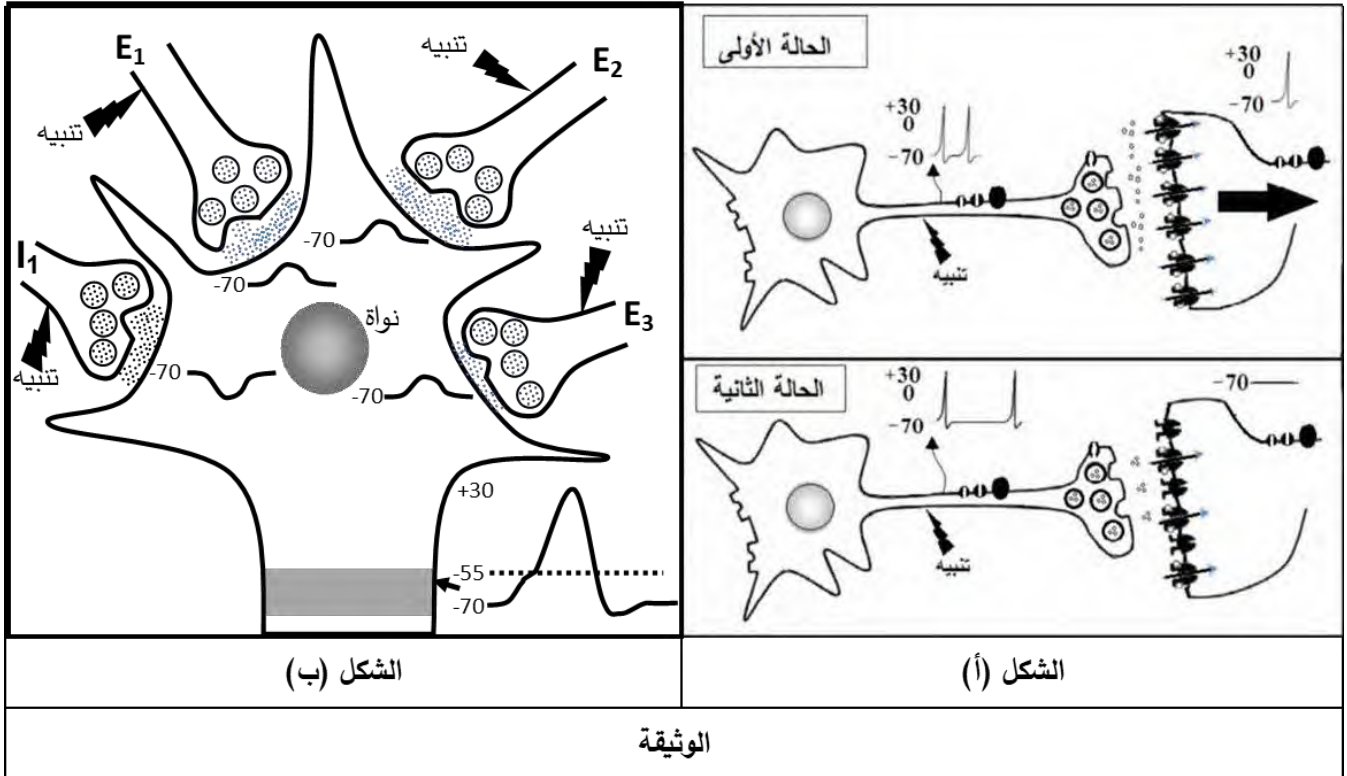 الحالة الأولى
+30
0
-70
+30
0
-70
تنبيه
الحالة الثانية
+30
0
-70
-70
تنبيه
الشكل (أ)
E₁
تنبيه
E₂
تنبيه
-70
-70
I₁
تنبيه
-70
نواة
تنبيه
E₃
-70
+30
-55
-70
الشكل (ب)
الوثيقة